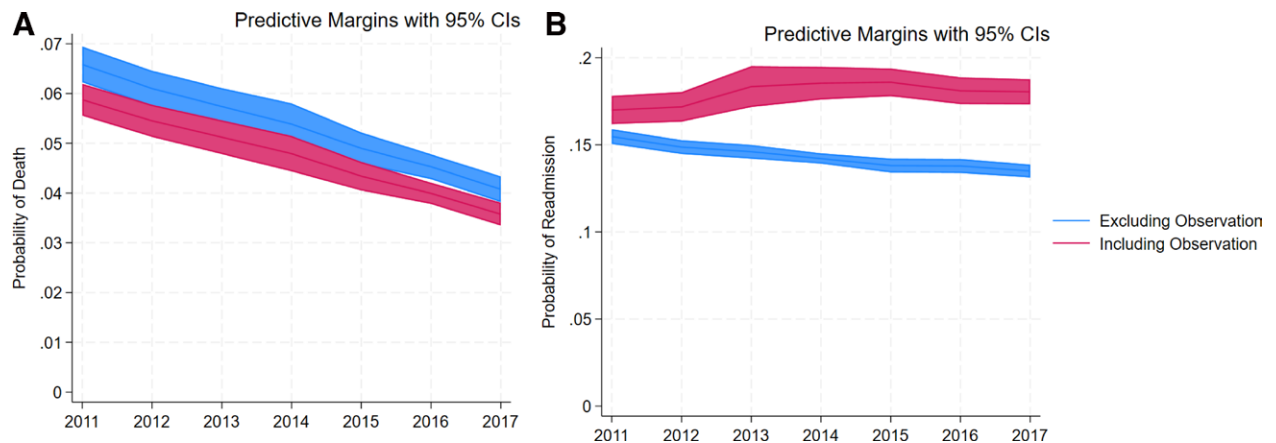 A
Predictive Margins with 95% CIs
Probability of Death
.07
.06
.05
.04
.03
.02
.01
0
2011 2012 2013 2014 2015 2016 2017
B
Predictive Margins with 95% CIs
Probability of Readmission
.2
.15
.1
.05
0
2011 2012 2013 2014 2015 2016 2017
Excluding Observation
Including Observation